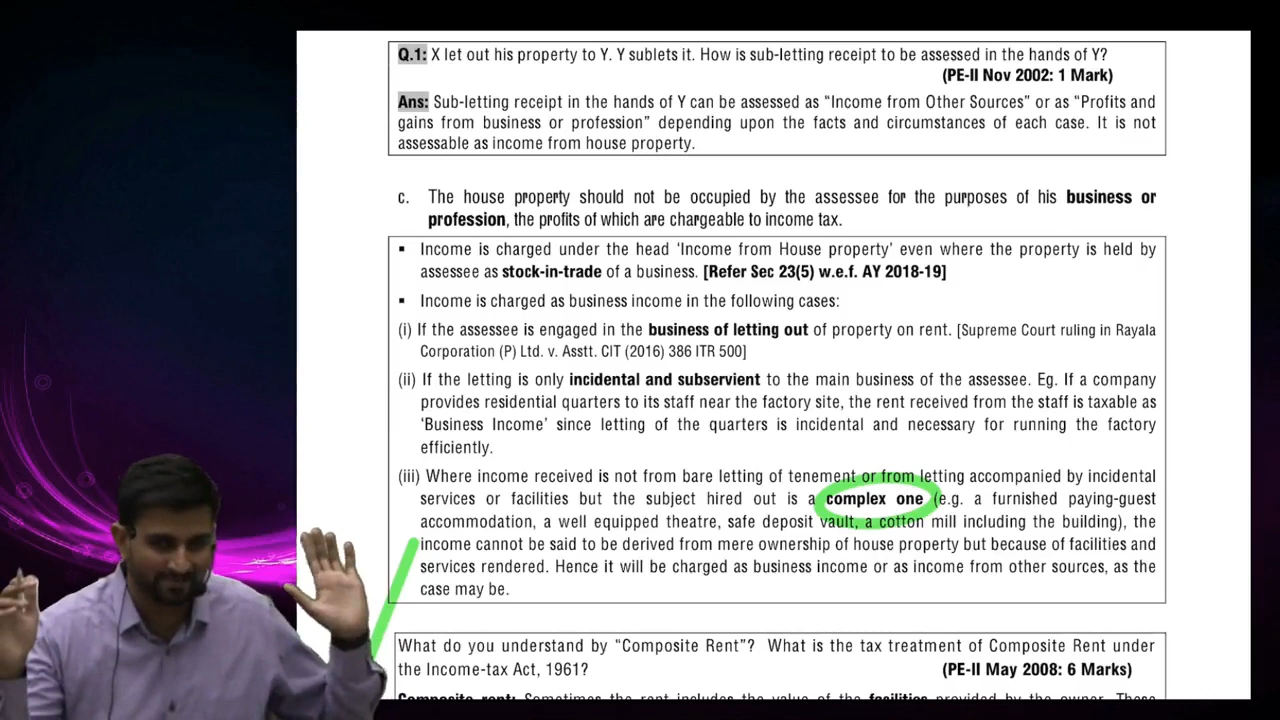 Q.1: X let out his property to Y. Y sublets it. How is sub-letting receipt to be assessed in the hands of Y?
(PE-II Nov 2002: 1 Mark)
Ans: Sub-letting receipt in the hands of Y can be assessed as “Income from Other Sources” or as “Profits and
gains from business or profession” depending upon the facts and circumstances of each case. It is not
assessable as income from house property.
c. The house property should not be occupied by the assessee for the purposes of his business or
profession, the profits of which are chargeable to income tax.
▪ Income is charged under the head ‘Income from House property’ even where the property is held by
assessee as stock-in-trade of a business. [Refer Sec 23(5) w.e.f. AY 2018-19]
▪ Income is charged as business income in the following cases:
(i) If the assessee is engaged in the business of letting out of property on rent. [Supreme Court ruling in Rayala
Corporation (P) Ltd. v. Asstt. CIT (2016) 386 ITR 500]
(ii) If the letting is only incidental and subservient to the main business of the assessee. Eg. If a company
provides residential quarters to its staff near the factory site, the rent received from the staff is taxable as
‘Business Income’ since letting of the quarters is incidental and necessary for running the factory
efficiently.
(iii) Where income received is not from bare letting of tenement or from letting accompanied by incidental
services or facilities but the subject hired out is a complex one (e.g. a furnished paying-guest
accommodation, a well equipped theatre, safe deposit vault, a cotton mill including the building), the
income cannot be said to be derived from mere ownership of house property but because of facilities and
services rendered. Hence it will be charged as business income or as income from other sources, as the
case may be.
What do you understand by “Composite Rent”? What is the tax treatment of Composite Rent under
the Income-tax Act, 1961?
(PE-II May 2008: 6 Marks)
Composite rent: Sometimes the rent includes the value of the facilities provided by the owner. These